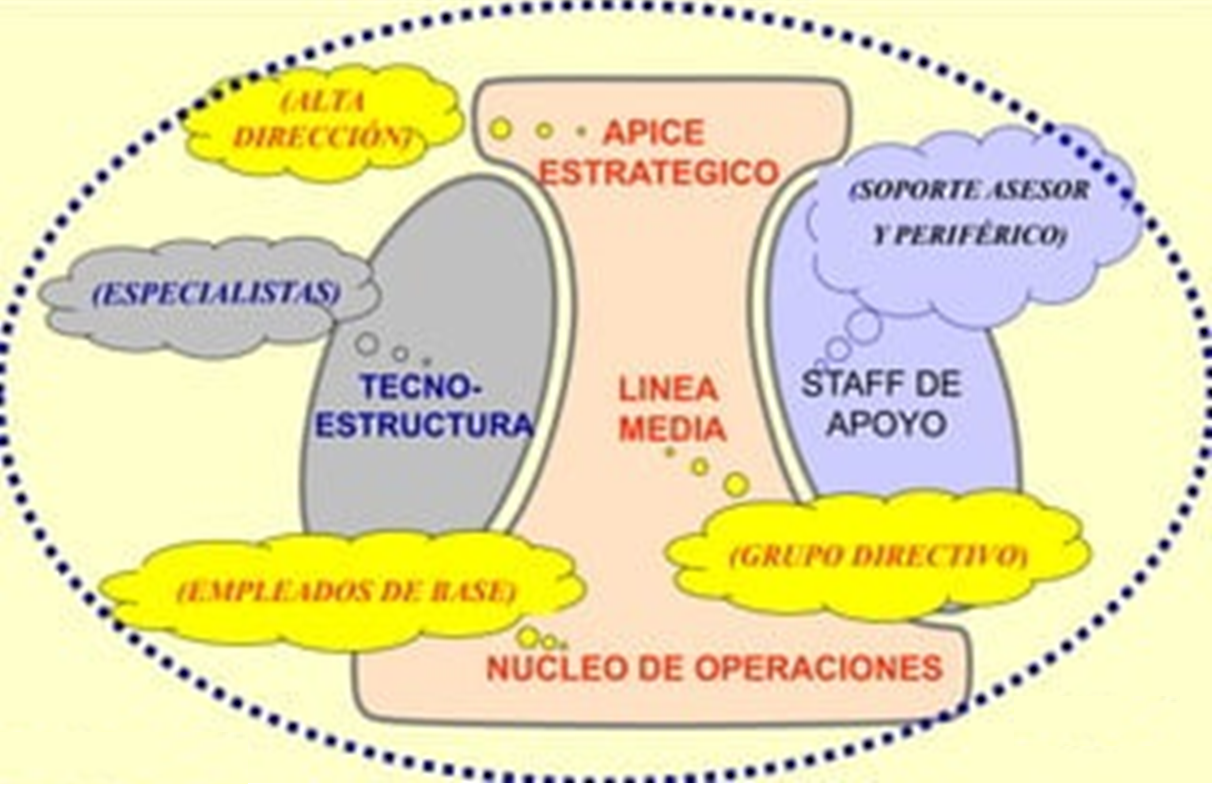 (ALTA
DIRECCIÓN)
APICE
ESTRATEGICO
(SOPORTE ASESOR
Y PERIFÉRICO)
(ESPECIALISTAS)
TECNO-
ESTRUCTURA
LINEA
MEDIA
STAFF DE
APOYO
(GRUPO DIRECTIVO)
(EMPLEADOS DE BASE)
NUCLEO DE OPERACIONES